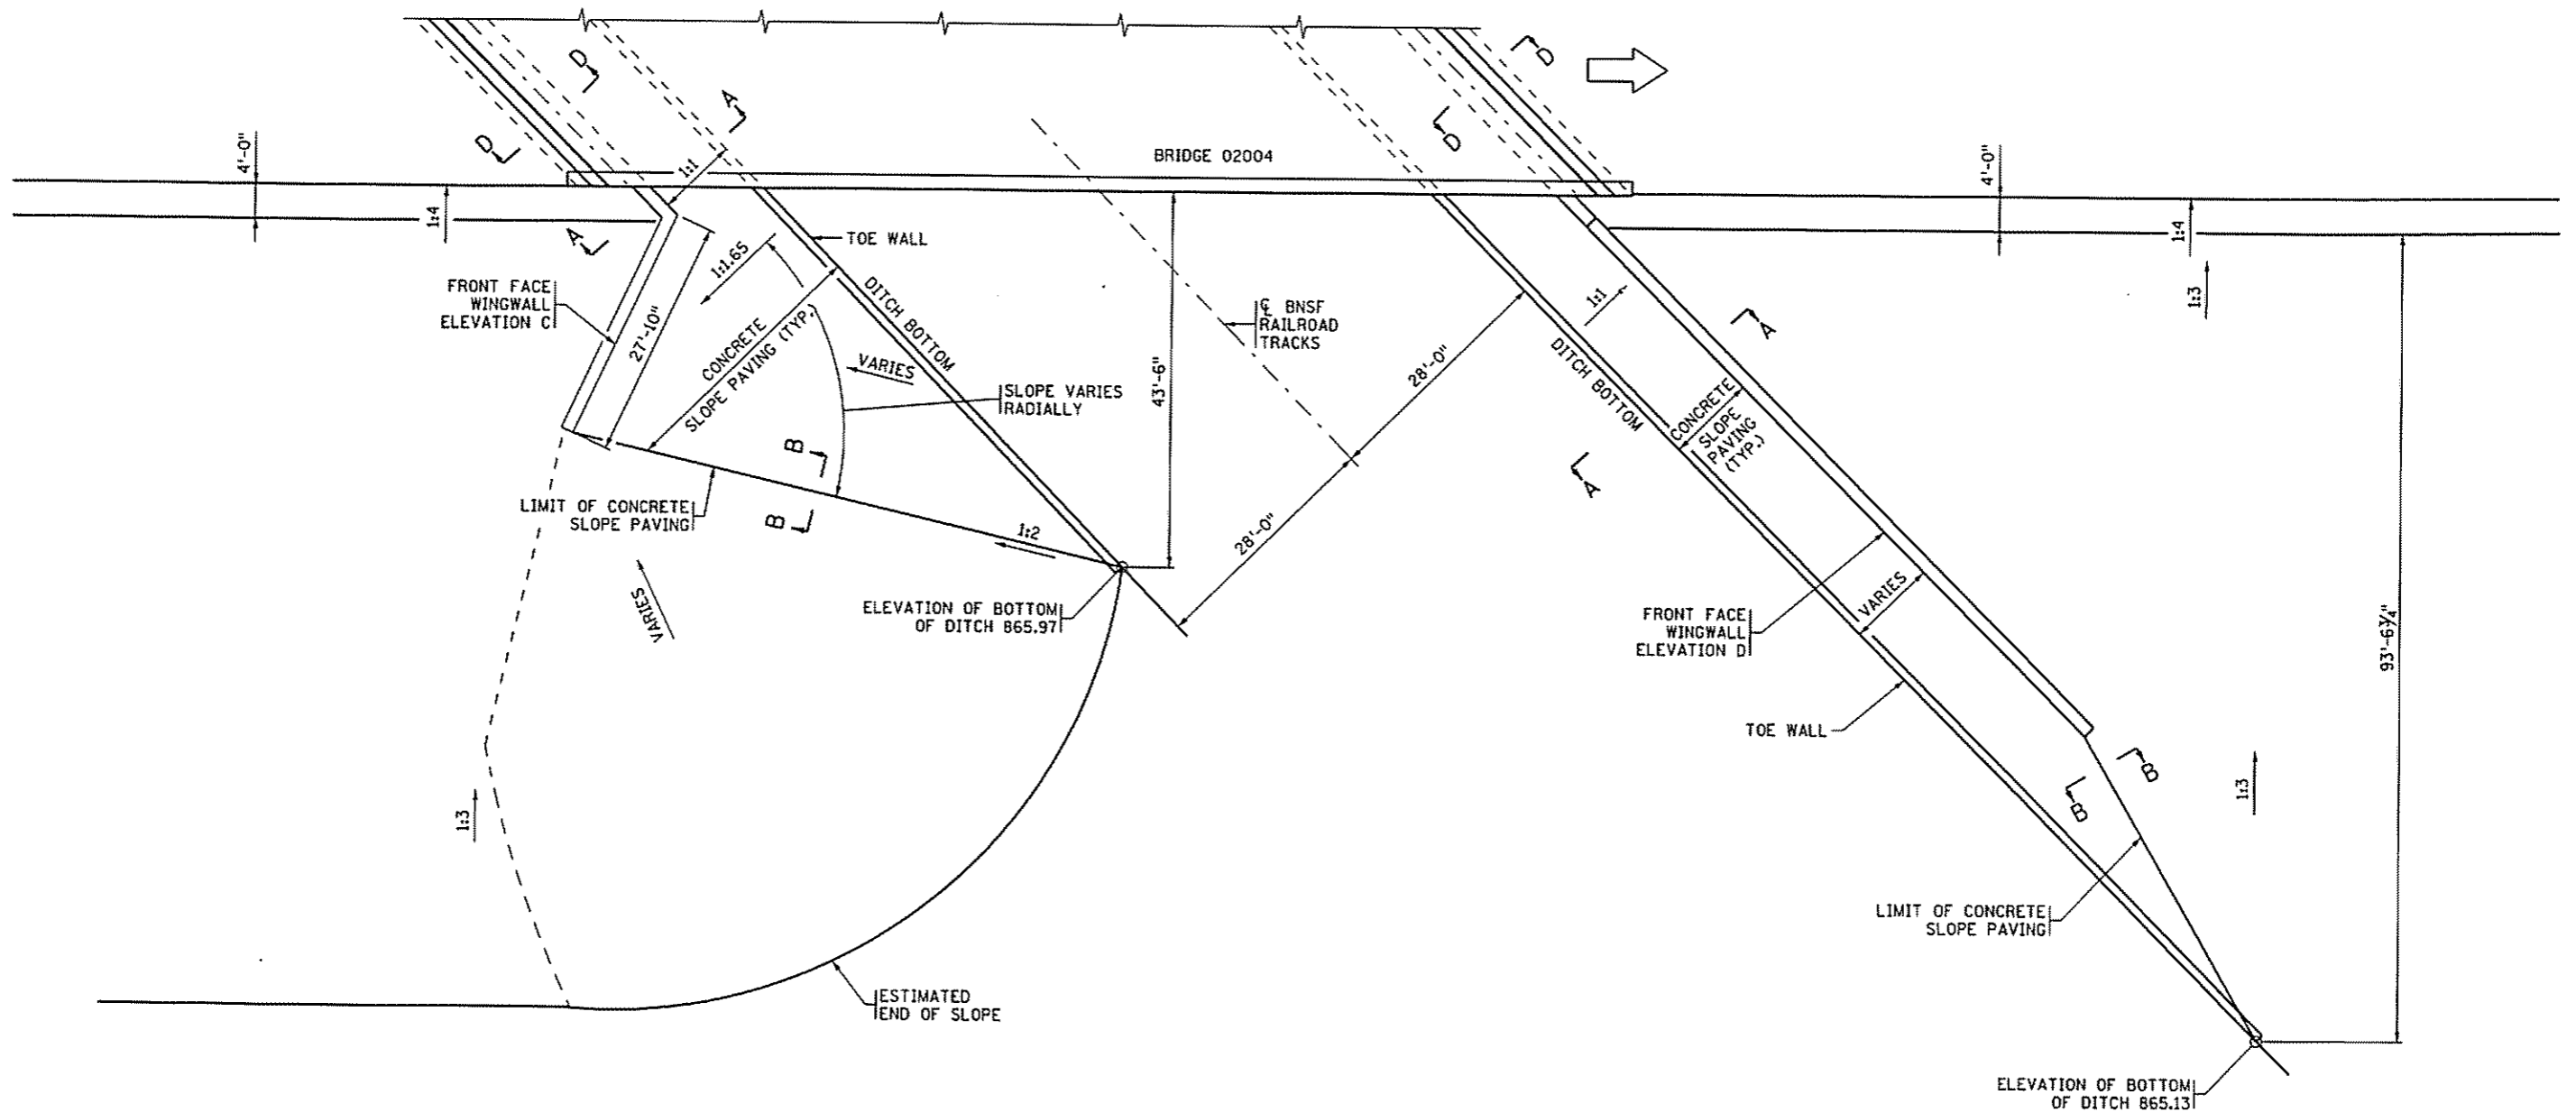 D
D
A
1:1
A
4'-0"
1:4
BRIDGE 02004
D
D
4'-0"
1:4
1:3
TOE WALL
1:1.65
FRONT FACE
WINGWALL
ELEVATION C
27'-10"
CONCRETE
SLOPE PAVING (TYP.)
DITCH BOTTOM
VARIES
SLOPE VARIES
RADIALLY
43'-6"
℄ BNSF
RAILROAD
TRACKS
28'-0"
28'-0"
1:1
A
A
DITCH BOTTOM
CONCRETE
SLOPE
PAVING
(TYP.)
B
B
LIMIT OF CONCRETE
SLOPE PAVING
1:2
VARIES
ELEVATION OF BOTTOM
OF DITCH 865.97
FRONT FACE
WINGWALL
ELEVATION D
VARIES
93'-6¾"
TOE WALL
B
B
1:3
1:3
LIMIT OF CONCRETE
SLOPE PAVING
ESTIMATED
END OF SLOPE
ELEVATION OF BOTTOM
OF DITCH 865.13